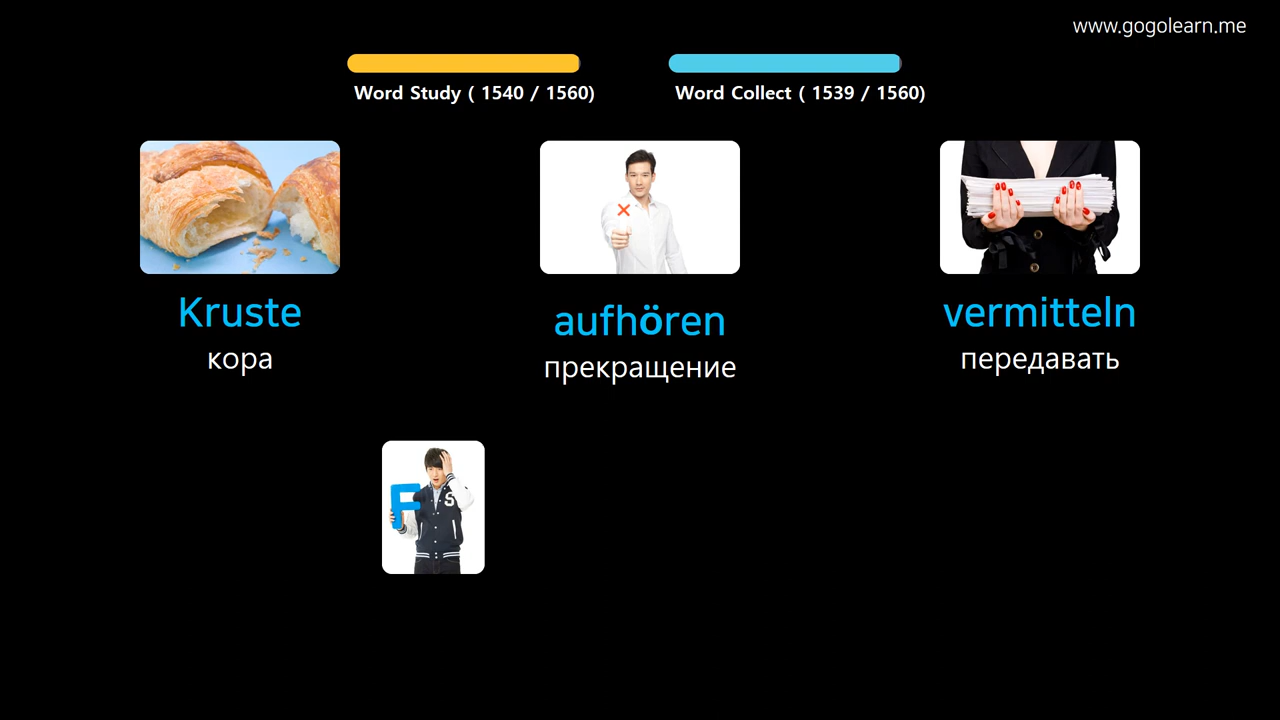 www.gogolearn.me
Word Study ( 1540 / 1560)
Word Collect ( 1539 / 1560)
Kruste
aufhören
vermitteln
кора
прекращение
передавать
F
S